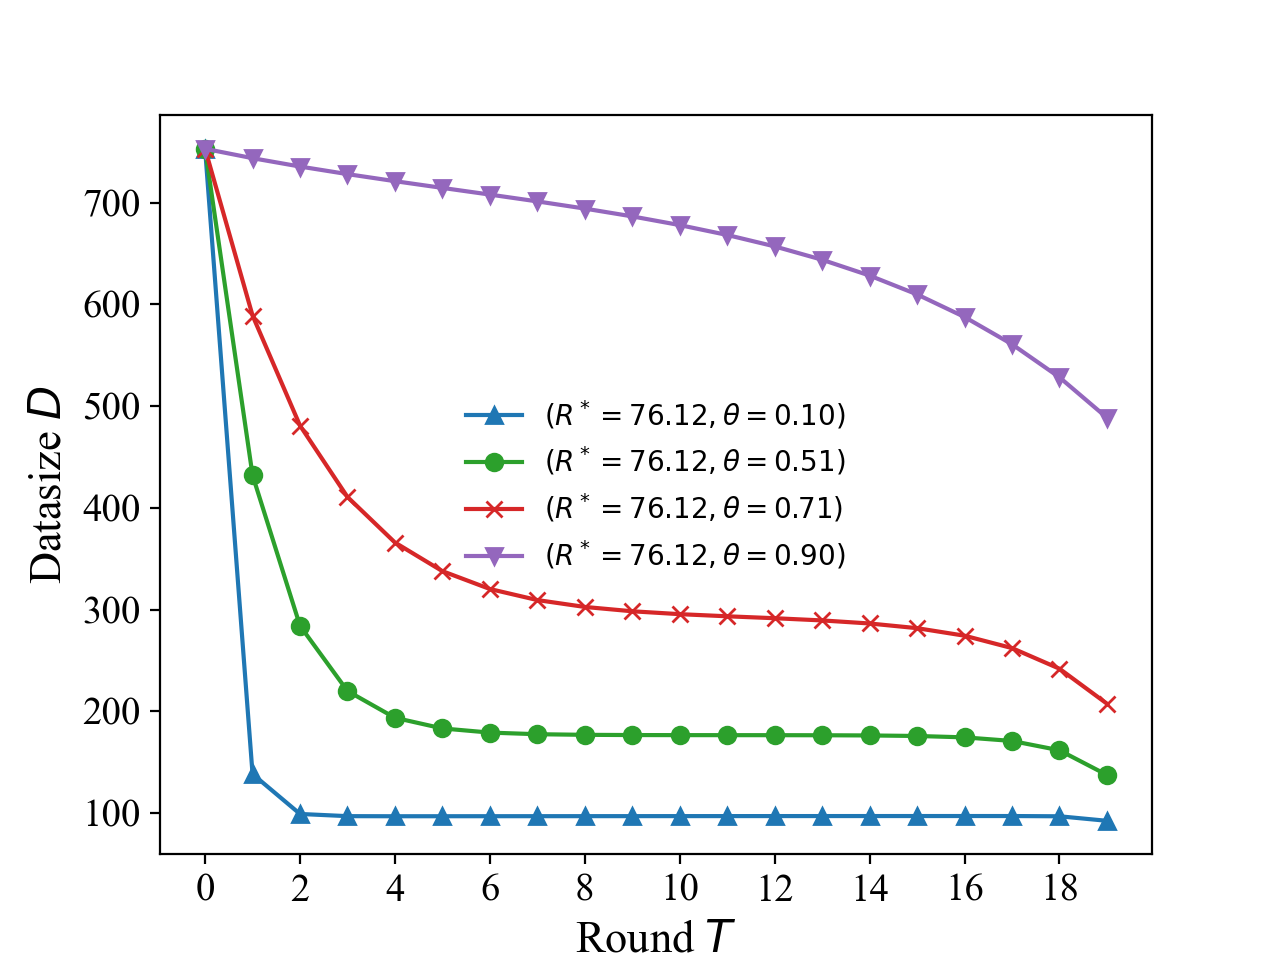 700
600
500
400
300
200
100
Datasize D
(R* = 76.12, θ = 0.10)
(R* = 76.12, θ = 0.51)
(R* = 76.12, θ = 0.71)
(R* = 76.12, θ = 0.90)
0 2 4 6 8 10 12 14 16 18
Round T